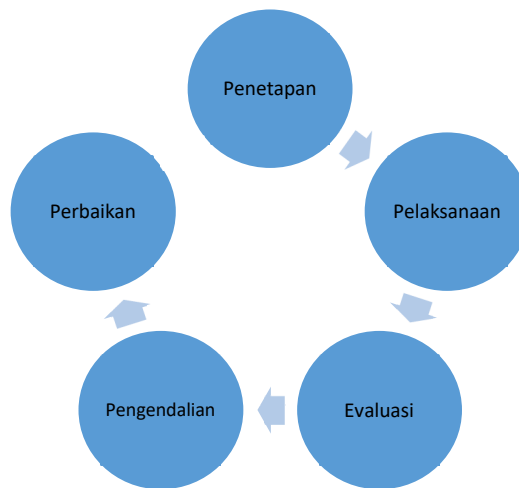 Penetapan
Pelaksanaan
Evaluasi
Pengendalian
Perbaikan